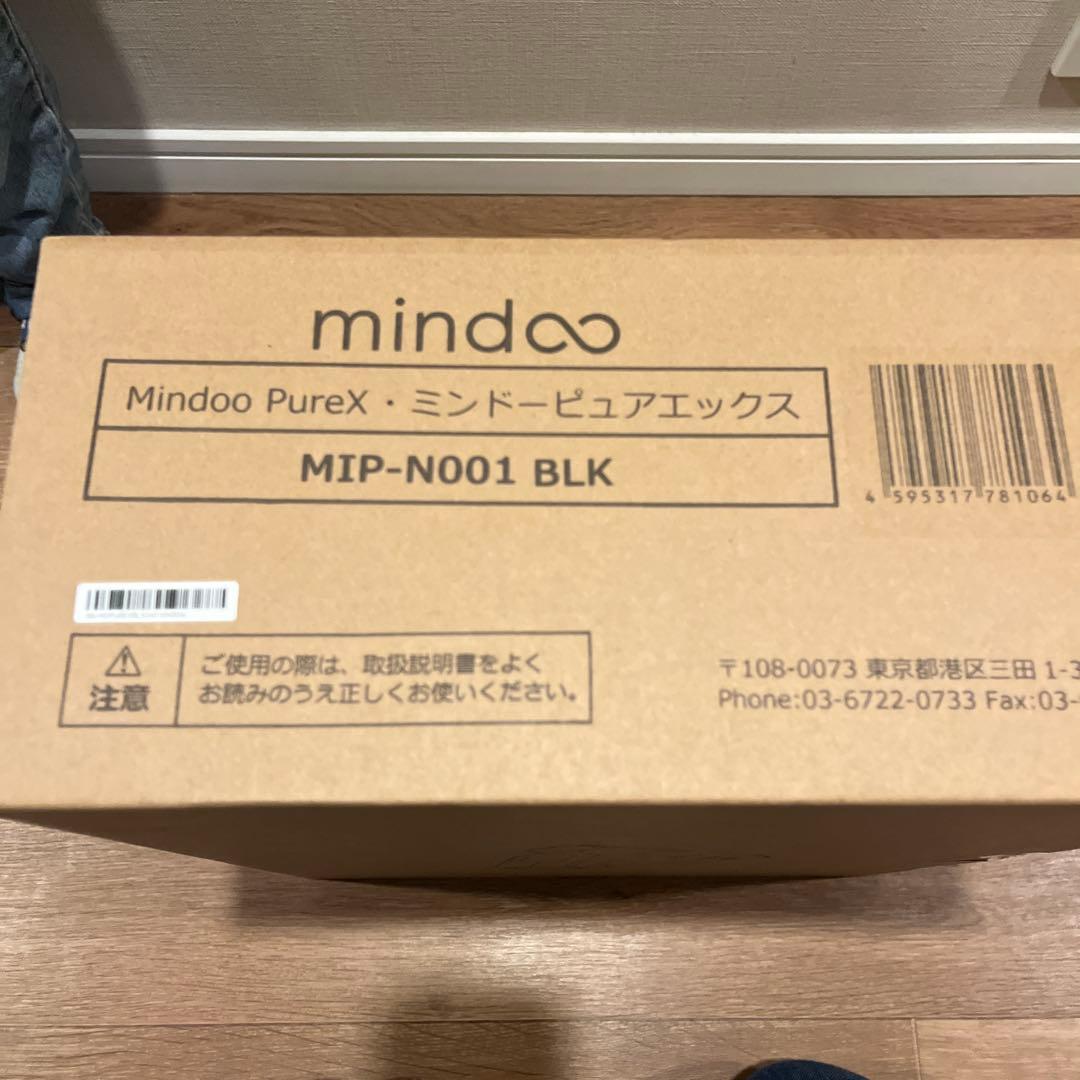 mindoo
Mindoo PureX・ミンドーピュアエックス
MIP-N001 BLK
4 595317 781064
注意
ご使用の際は、取扱説明書をよく
お読みのうえ正しくお使いください。
〒108-0073 東京都港区三田 1-3
Phone:03-6722-0733 Fax:03-